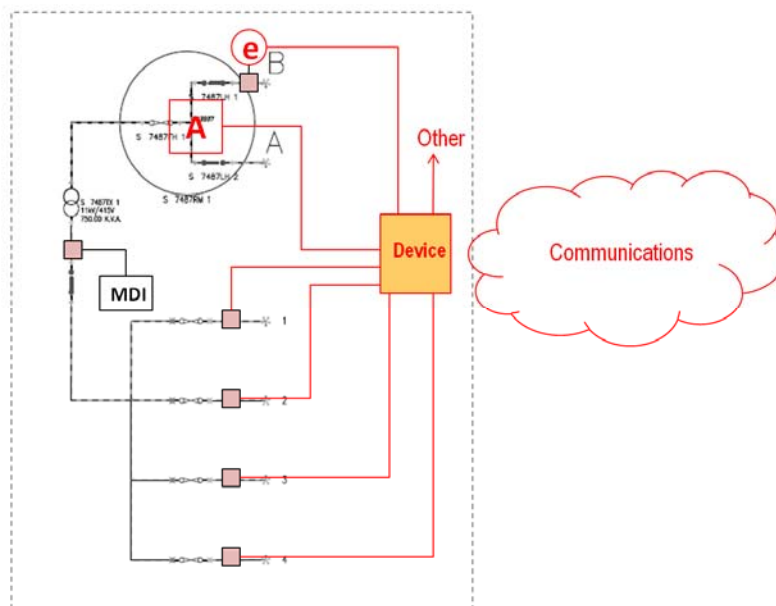 e
B
S 7487LH 1
A
S 7487TH 1
A
Other
S 7487LH 2
S 7487RM 1
S 7487TX 1
11kV/415V
750.00 K.V.A.
Device
Communications
MDI
1
2
3
4